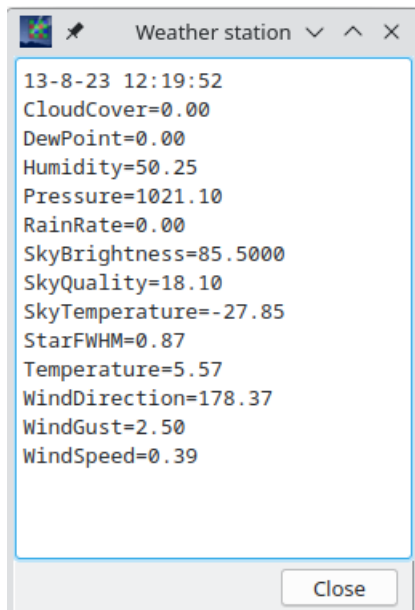 Weather station
13-8-23 12:19:52
CloudCover=0.00
DewPoint=0.00
Humidity=50.25
Pressure=1021.10
RainRate=0.00
SkyBrightness=85.5000
SkyQuality=18.10
SkyTemperature=-27.85
StarFWHM=0.87
Temperature=5.57
WindDirection=178.37
WindGust=2.50
WindSpeed=0.39
Close